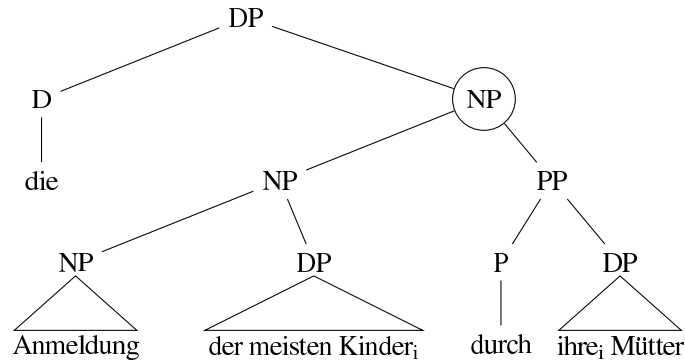 DP
D NP
die NP PP
NP DP P DP
Anmeldung der meisten Kinderᵢ durch ihreᵢ Mütter